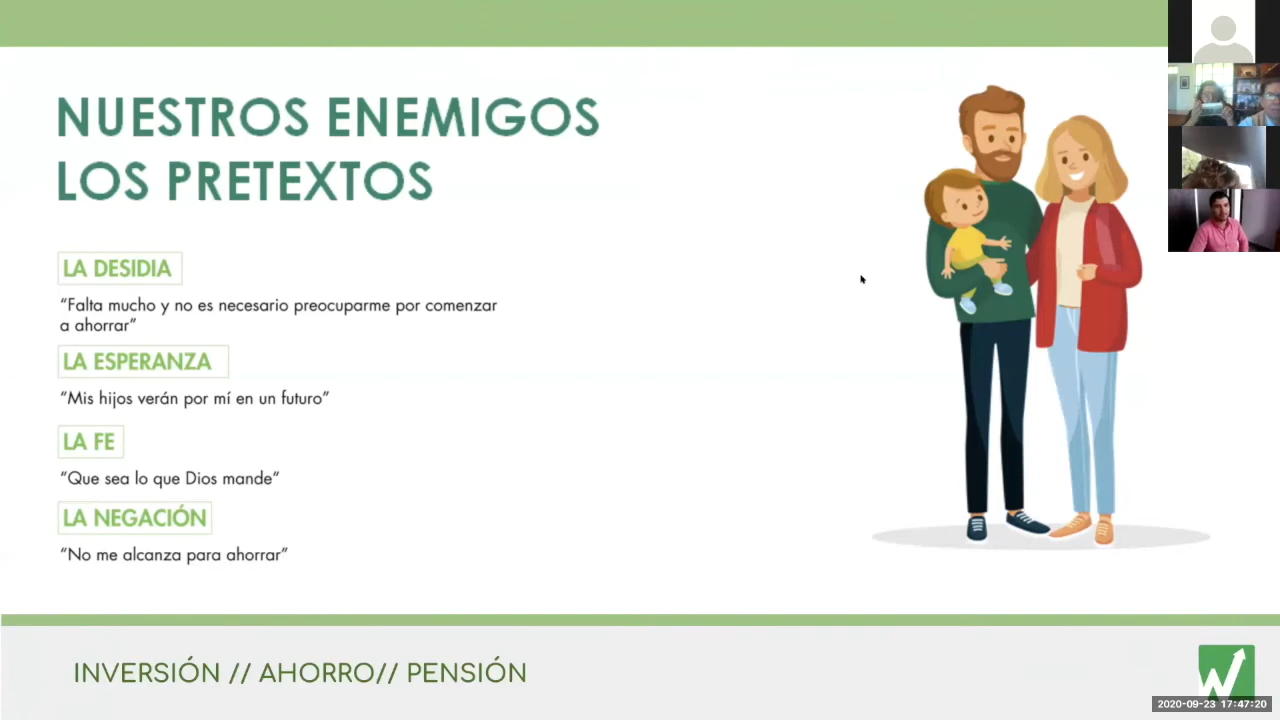 NUESTROS ENEMIGOS
LOS PRETEXTOS
LA DESIDIA
“Falta mucho y no es necesario preocuparme por comenzar
a ahorrar”
LA ESPERANZA
“Mis hijos verán por mí en un futuro”
LA FE
“Que sea lo que Dios mande”
LA NEGACIÓN
“No me alcanza para ahorrar”
INVERSIÓN // AHORRO// PENSIÓN
W
2020-09-23 17:47:20